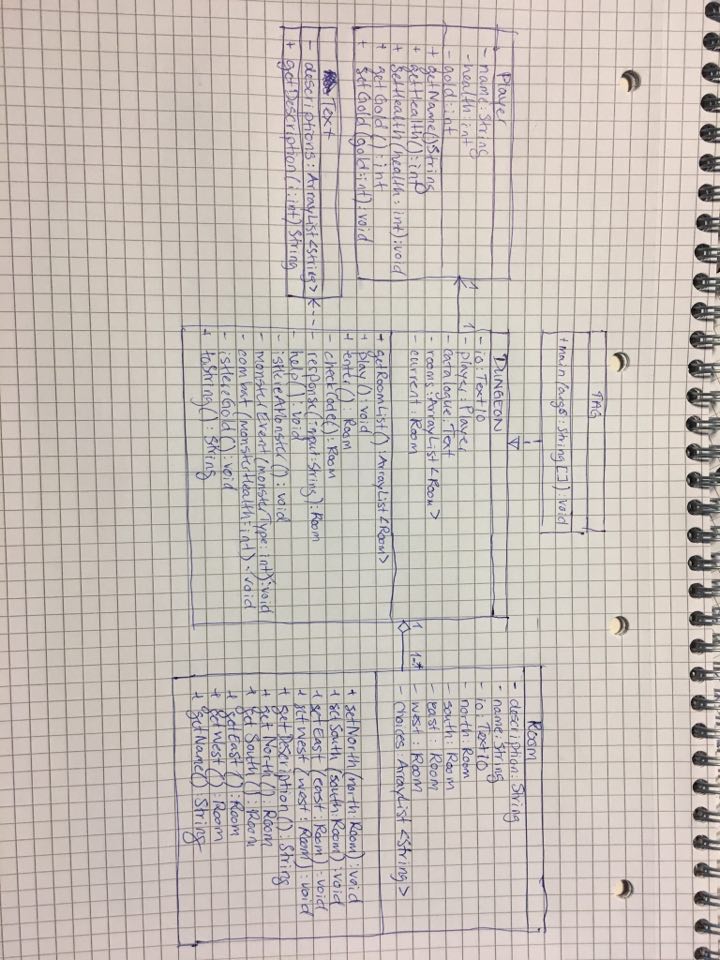 TAG
+ main(args: String[]): void
Player
- name: String
- health: int
- gold: int
+ getName() String
+ getHealth(): int
+ setHealth(health: int): void
+ getGold(): int
+ setGold(gold: int): void
Text
- descriptions: ArrayList<String>
+ getDescription(i: int) String
1
1
DUNGEON
- io: TextIO
- player: Player
- catalogue: Text
- rooms: ArrayList<Room>
- current: Room
+ getRoomList(): ArrayList<Room>
+ play(): void
+ enter(): Room
- checkCode(): Room
- response(input: String): Room
- help(): void
- isHereAMonster(): void
- monsterEvent(monsterType: int): void
- combat(monsterHealth: int): void
- isHereGold(): void
+ toString(): String
1
1..*
ROOM
- description: String
- name: String
- io: TextIO
- north: Room
- south: Room
- east: Room
- west: Room
- choices: ArrayList<String>
+ setNorth(north: Room): void
+ setSouth(south: Room): void
+ setEast(east: Room): void
+ setWest(west: Room): void
+ getDescription(): String
+ getNorth(): Room
+ getSouth(): Room
+ getEast(): Room
+ getWest(): Room
+ getName(): String